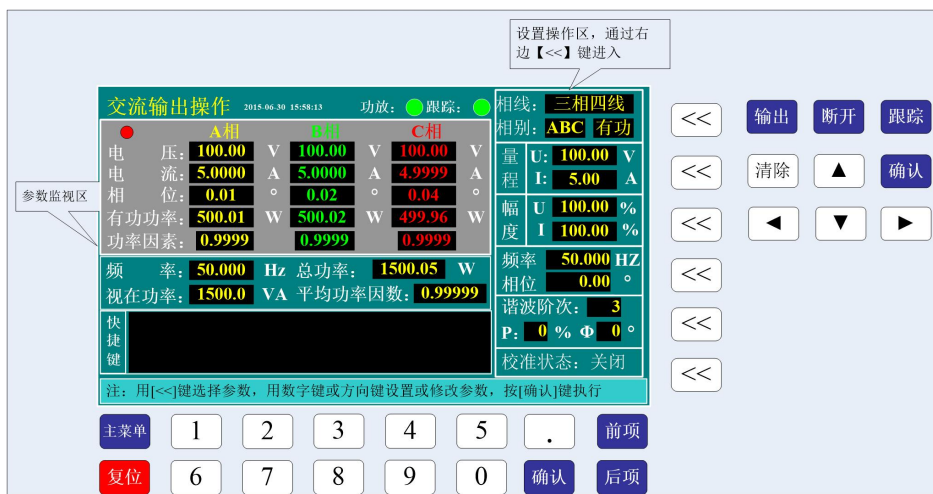 设置操作区，通过右
边【<<】键进入
参数监视区
交流输出操作 2015-06-30 15:58:13 功放： 跟踪：
A相 B相 C相
电 压： 100.00 V 100.00 V 100.00 V
电 流： 5.0000 A 5.0000 A 4.9999 A
相 位： 0.01 ° 0.02 ° 0.04 °
有功功率： 500.01 W 500.02 W 499.96 W
功率因素： 0.9999 0.9999 0.9999
频 率： 50.000 Hz 总功率： 1500.05 W
视在功率： 1500.0 VA 平均功率因数： 0.99999
快捷键
相线： 三相四线
相别： ABC 有功
量程 U: 100.00 V
I: 5.00 A
幅度 U 100.00 %
I 100.00 %
频率 50.000 HZ
相位 0.00 °
谐波阶次： 3
P: 0 % Φ 0 °
校准状态：关闭
注：用[<<]键选择参数，用数字键或方向键设置或修改参数，按[确认]键执行
<< 输出 断开 跟踪
<< 清除 ▲ 确认
<< ◄ ▼ ►
<<
<<
<<
主菜单 1 2 3 4 5 . 前项
复位 6 7 8 9 0 确认 后项